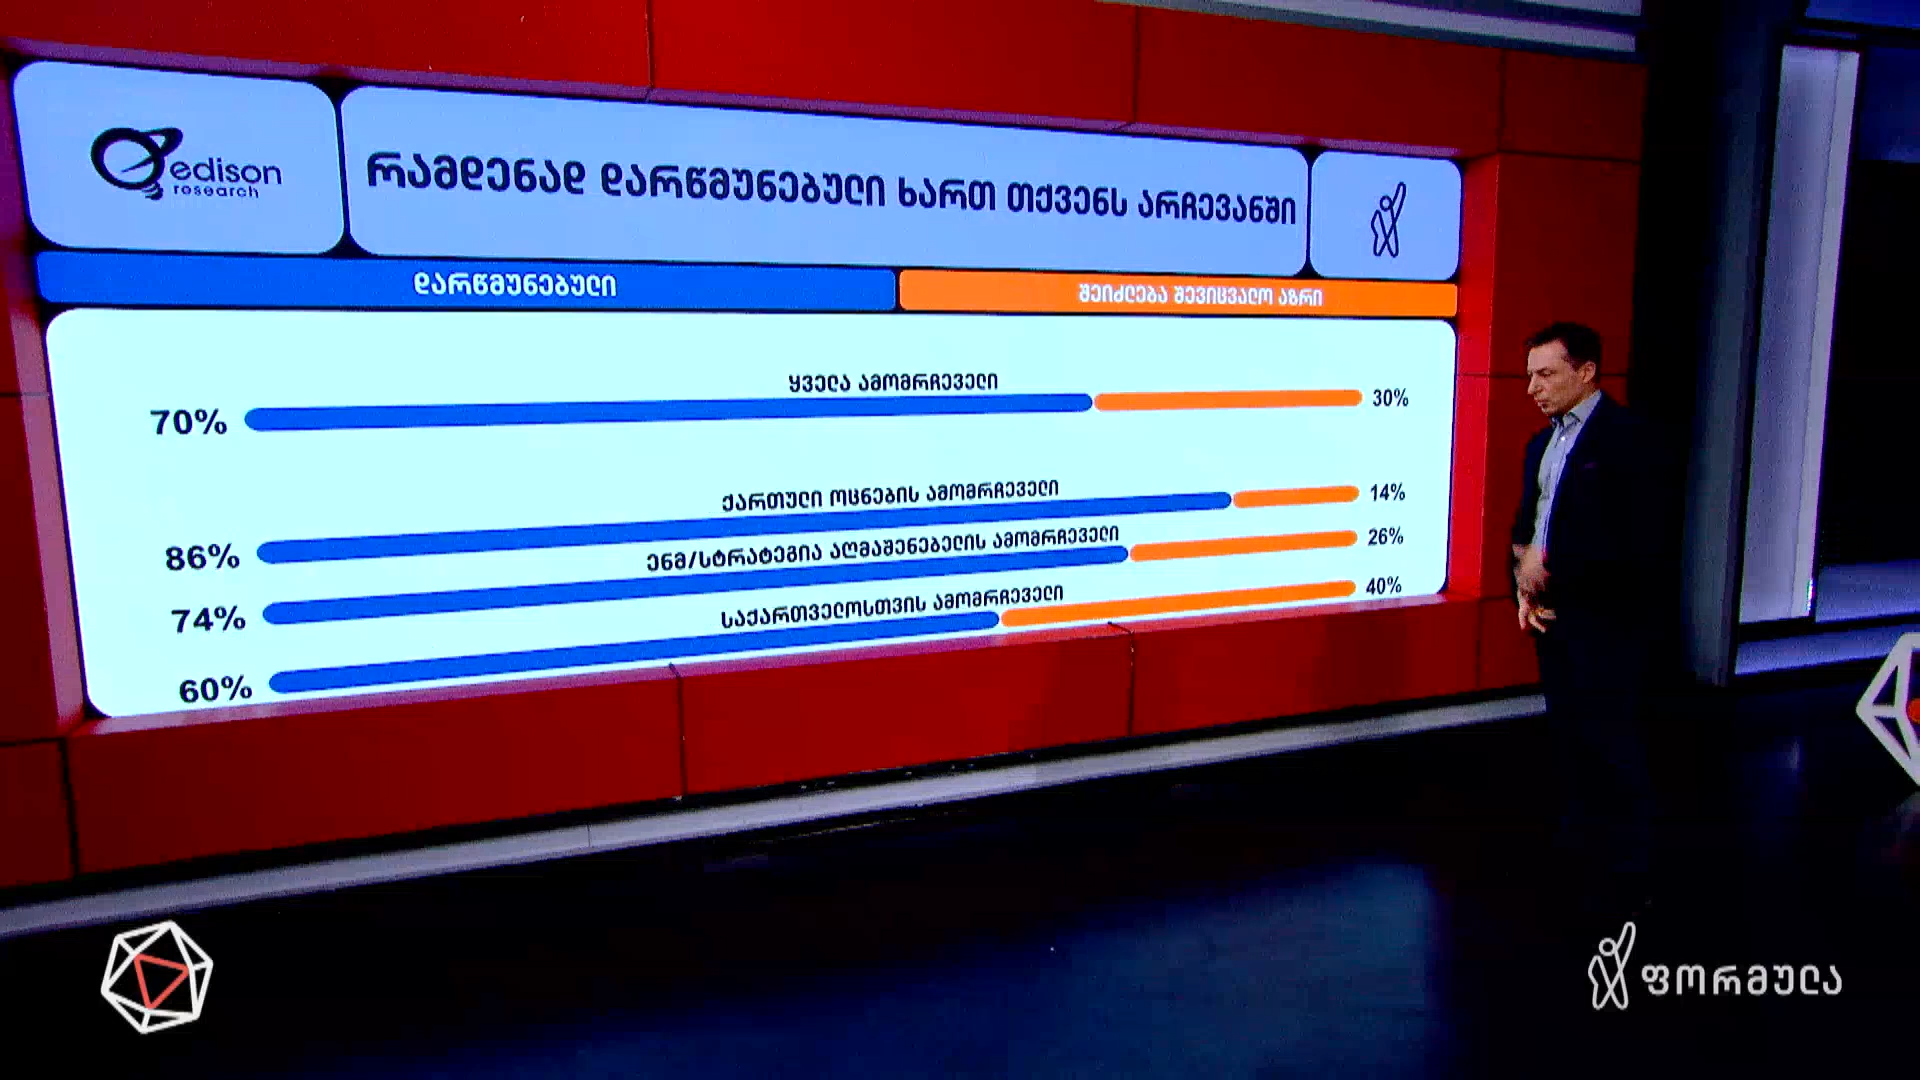 edison
research
რამდენად დარწმუნებული ხართ თქვენს არჩევანში
დარწმუნებული
შეიძლება შევიცვალო აზრი
ყველა ამომრჩეველი
70%
30%
ქართული ოცნების ამომრჩეველი
86%
14%
ენმ/სტრატეგია აღმაშენებელის ამომრჩეველი
74%
26%
საქართველოსთვის ამომრჩეველი
60%
40%
ფორმულა